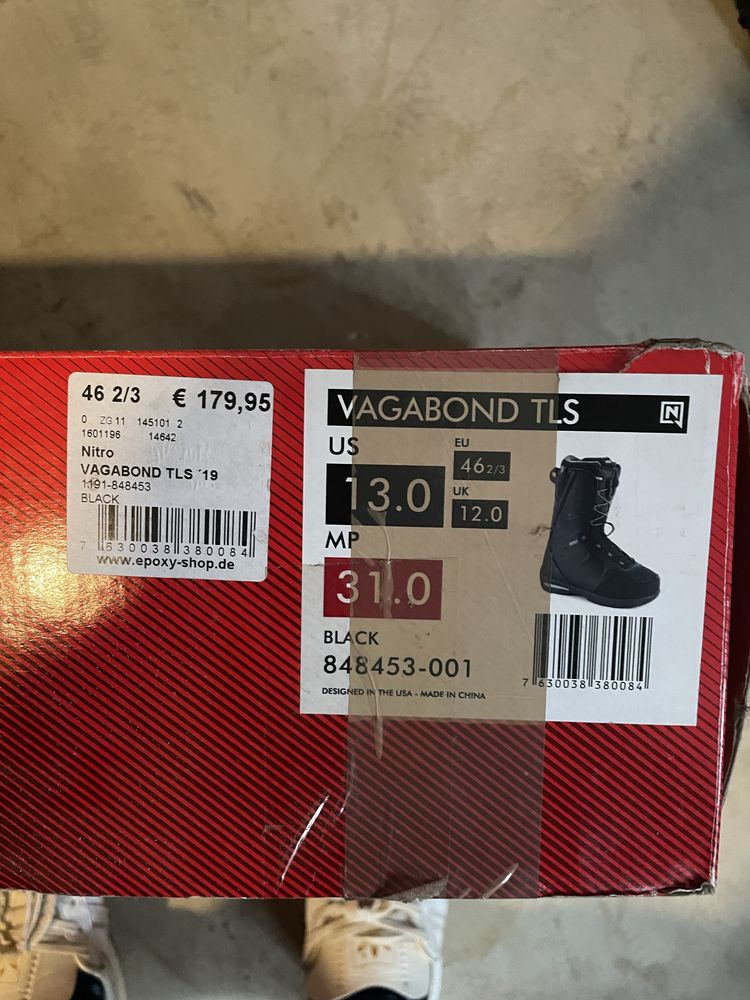 46 2/3 € 179,95
0 ZG 11 145101 2
1601196 14642
Nitro
VAGABOND TLS ´19
1191-848453
BLACK
7 630038 380084
www.epoxy-shop.de
VAGABOND TLS
US
13.0
EU
46 2/3
UK
12.0
MP
31.0
BLACK
848453-001
DESIGNED IN THE USA - MADE IN CHINA
7 630038 380084